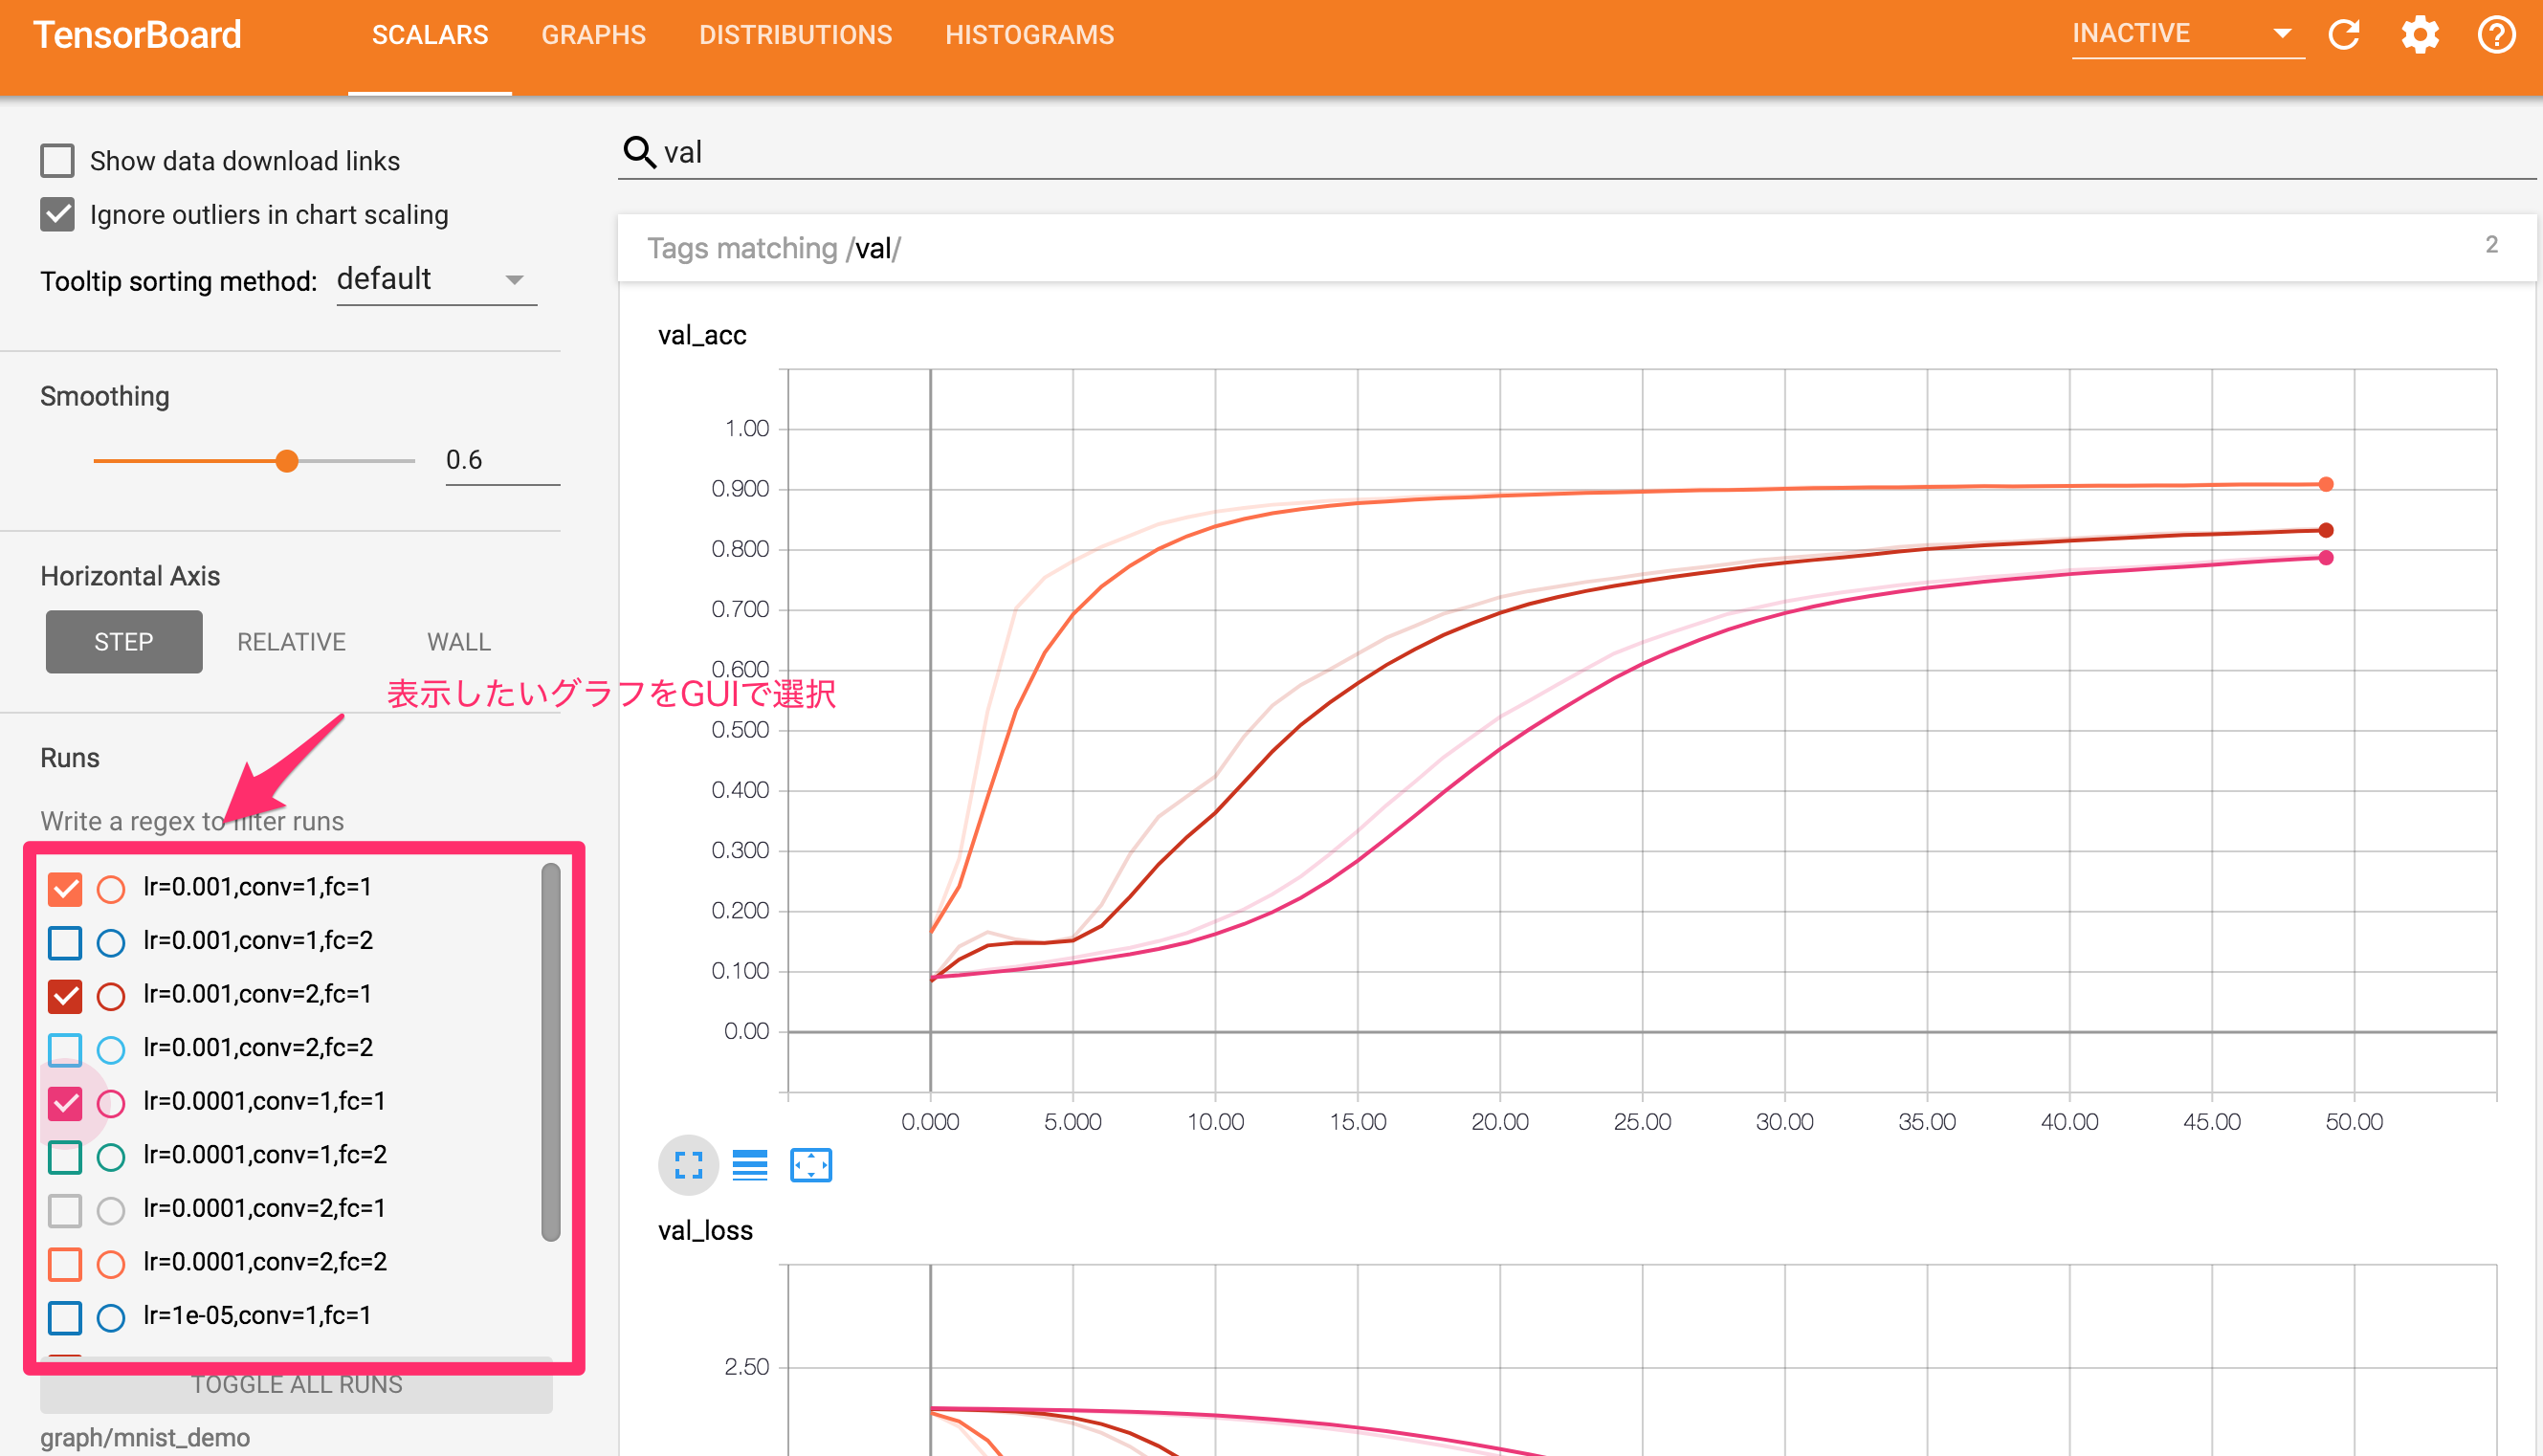 TensorBoard
SCALARS GRAPHS DISTRIBUTIONS HISTOGRAMS
INACTIVE
Show data download links
Ignore outliers in chart scaling
Tooltip sorting method: default
Smoothing
0.6
Horizontal Axis
STEP RELATIVE WALL
表示したいグラフをGUIで選択
Runs
Write a regex to filter runs
lr=0.001,conv=1,fc=1
lr=0.001,conv=1,fc=2
lr=0.001,conv=2,fc=1
lr=0.001,conv=2,fc=2
lr=0.0001,conv=1,fc=1
lr=0.0001,conv=1,fc=2
lr=0.0001,conv=2,fc=1
lr=0.0001,conv=2,fc=2
lr=1e-05,conv=1,fc=1
TOGGLE ALL RUNS
graph/mnist_demo
val
Tags matching /val/
2
val_acc
1.00
0.900
0.800
0.700
0.600
0.500
0.400
0.300
0.200
0.100
0.00
0.000 5.000 10.00 15.00 20.00 25.00 30.00 35.00 40.00 45.00 50.00
val_loss
2.50